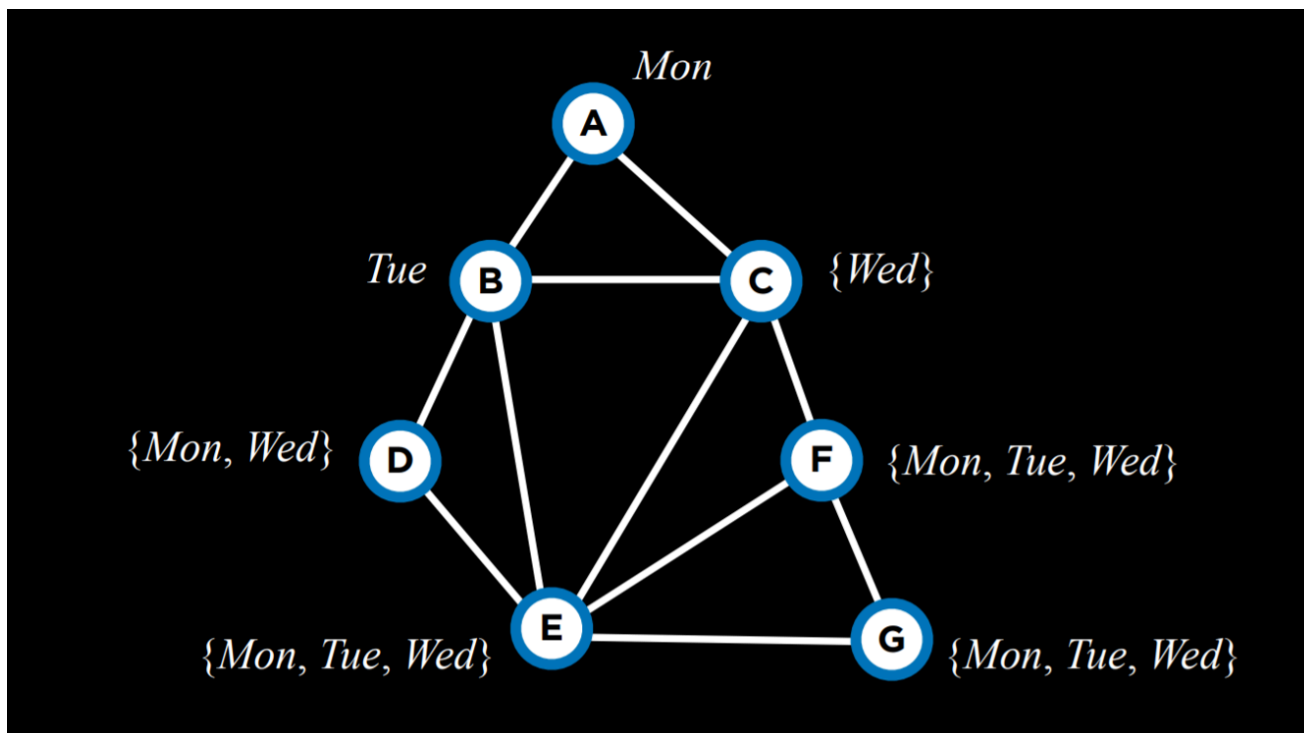 Mon
A
Tue
B
C
{Wed}
{Mon, Wed}
D
F
{Mon, Tue, Wed}
{Mon, Tue, Wed}
E
G
{Mon, Tue, Wed}